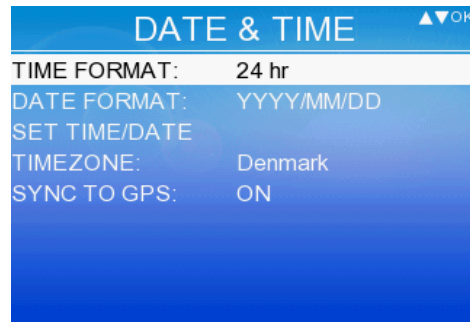 DATE & TIME ▲▼OK
TIME FORMAT: 24 hr
DATE FORMAT: YYYY/MM/DD
SET TIME/DATE
TIMEZONE: Denmark
SYNC TO GPS: ON